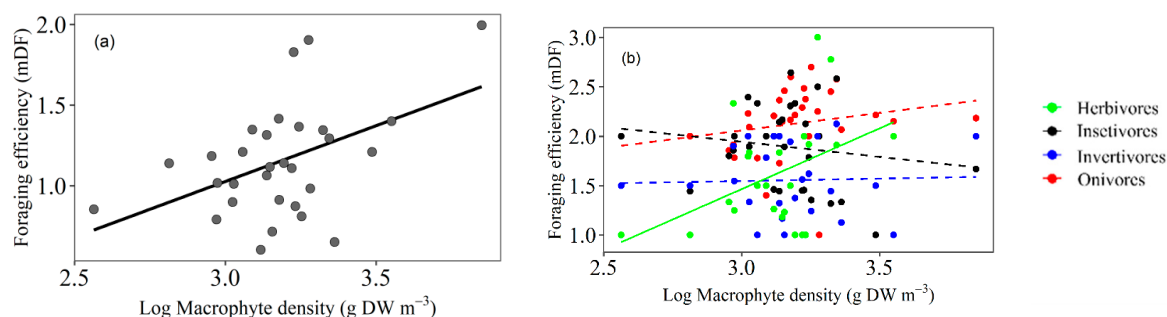 (a)
Foraging efficiency (mDF)
2.0
1.5
1.0
2.5
3.0
3.5
Log Macrophyte density (g DW m⁻³)
(b)
Foraging efficiency (mDF)
3.0
2.5
2.0
1.5
1.0
2.5
3.0
3.5
Log Macrophyte density (g DW m⁻³)
Herbivores
Insctivores
Invertivores
Onivorcs